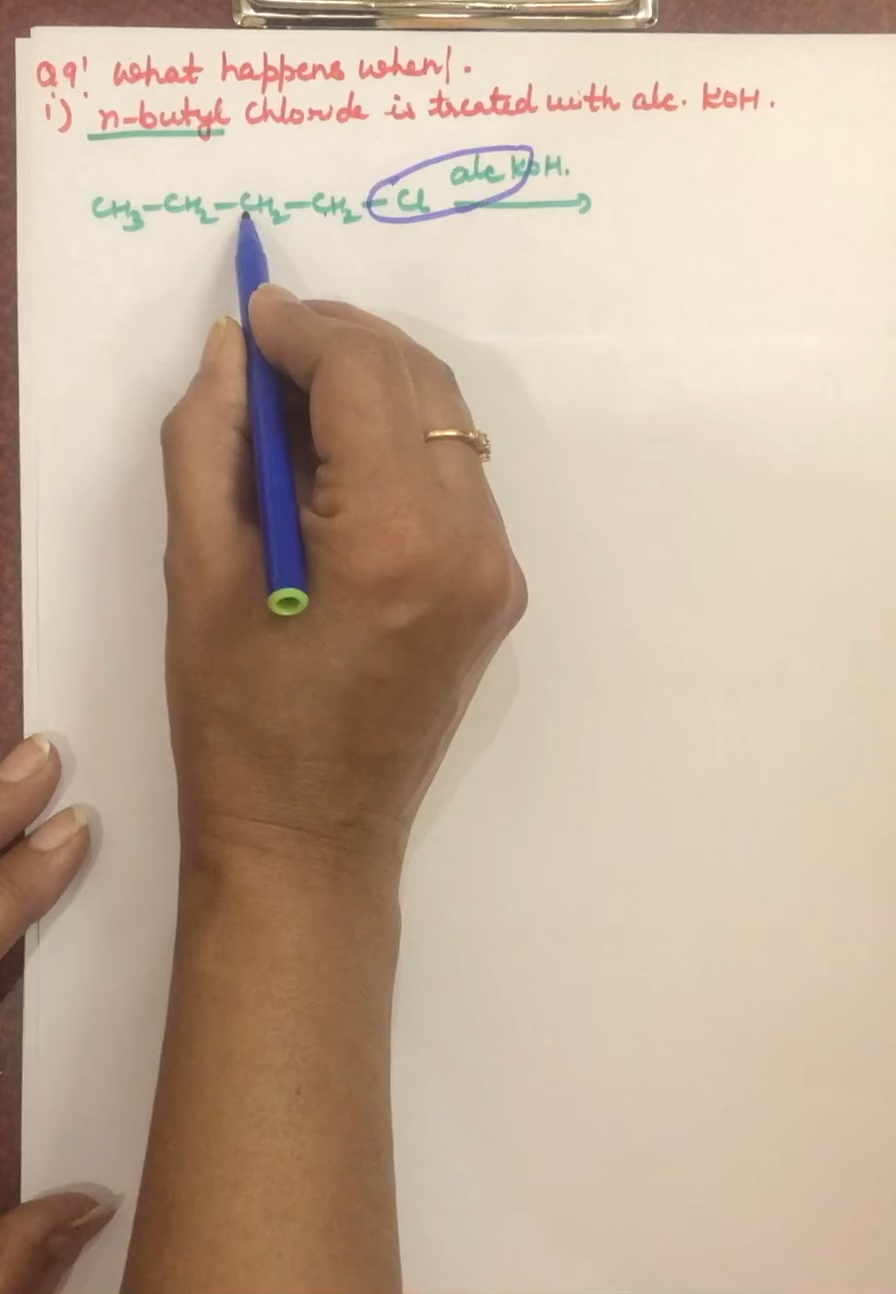 Q9! what happens when/.
i) n-butyl chloride is treated with alc. KOH.
alc KOH.
CH3-CH2-CH2-CH2-Cl →